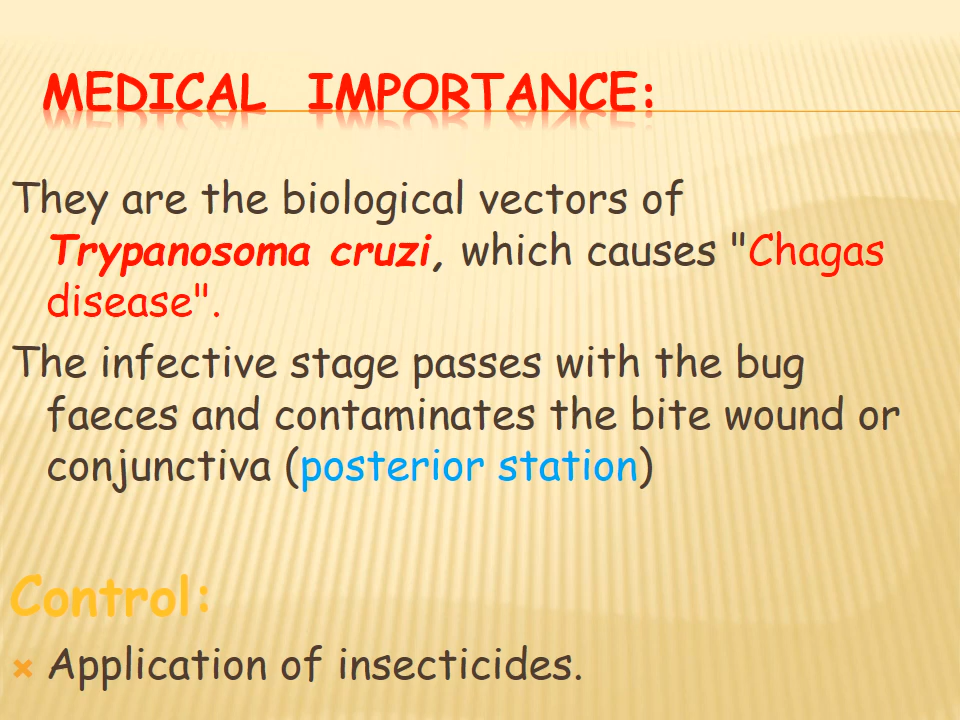 MEDICAL IMPORTANCE:
They are the biological vectors of
Trypanosoma cruzi, which causes "Chagas
disease".
The infective stage passes with the bug
faeces and contaminates the bite wound or
conjunctiva (posterior station)
Control:
Application of insecticides.